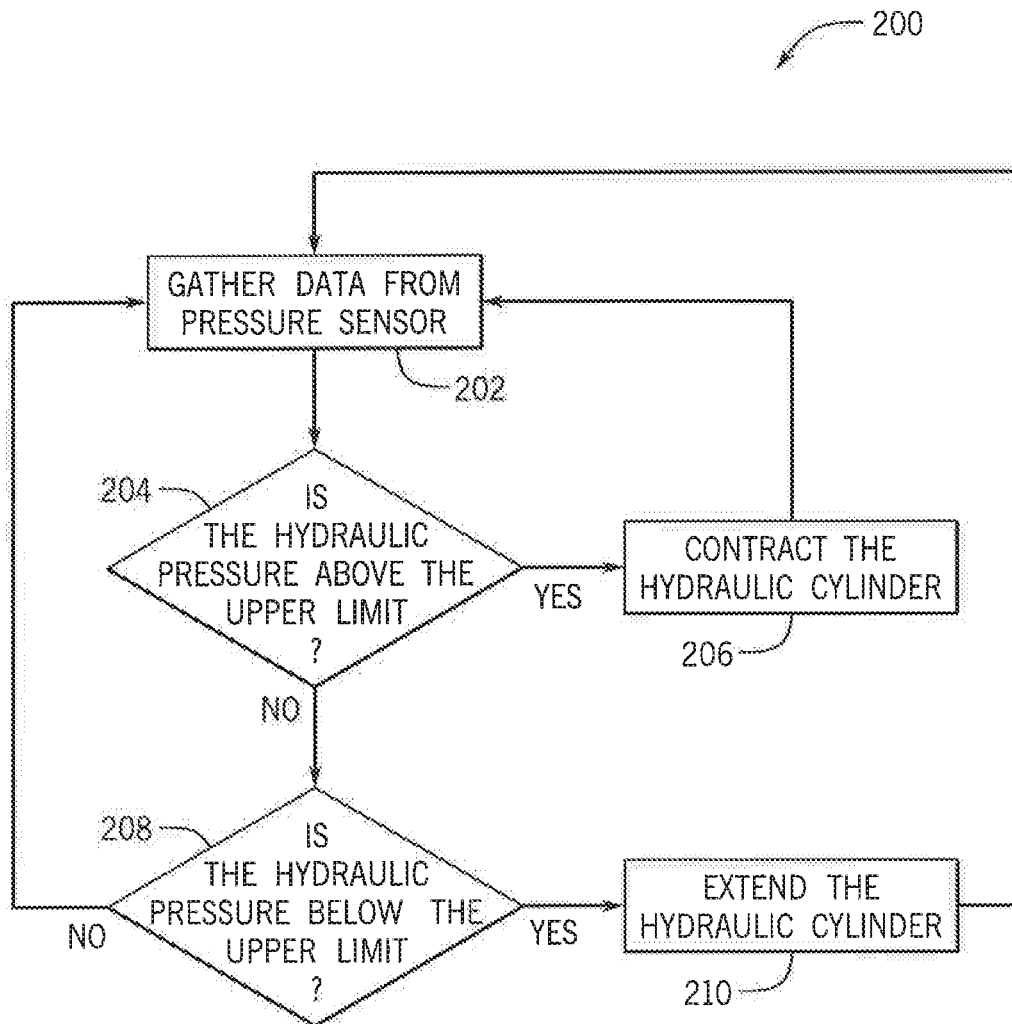 200
GATHER DATA FROM
PRESSURE SENSOR
202
204
IS
THE HYDRAULIC
PRESSURE ABOVE THE
UPPER LIMIT
?
YES
CONTRACT THE
HYDRAULIC CYLINDER
206
NO
208
IS
THE HYDRAULIC
PRESSURE BELOW THE
UPPER LIMIT
?
NO
YES
EXTEND THE
HYDRAULIC CYLINDER
210